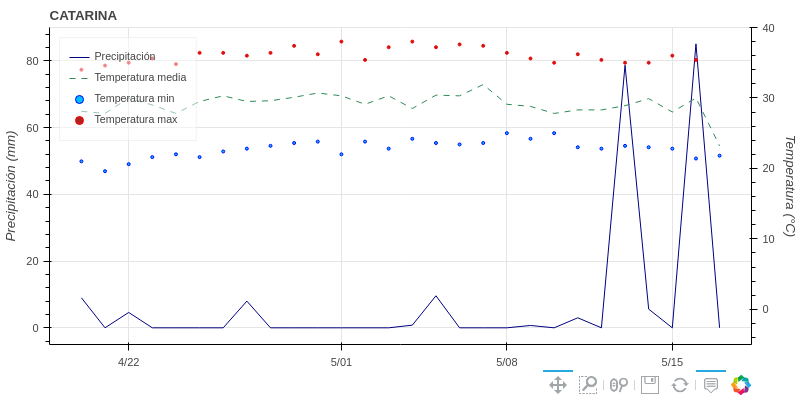 CATARINA
Precipitación
Temperatura media
Temperatura min
Temperatura max
80
60
40
20
0
40
30
20
10
0
Precipitación (mm)
Temperatura (°C)
4/22
5/01
5/08
5/15